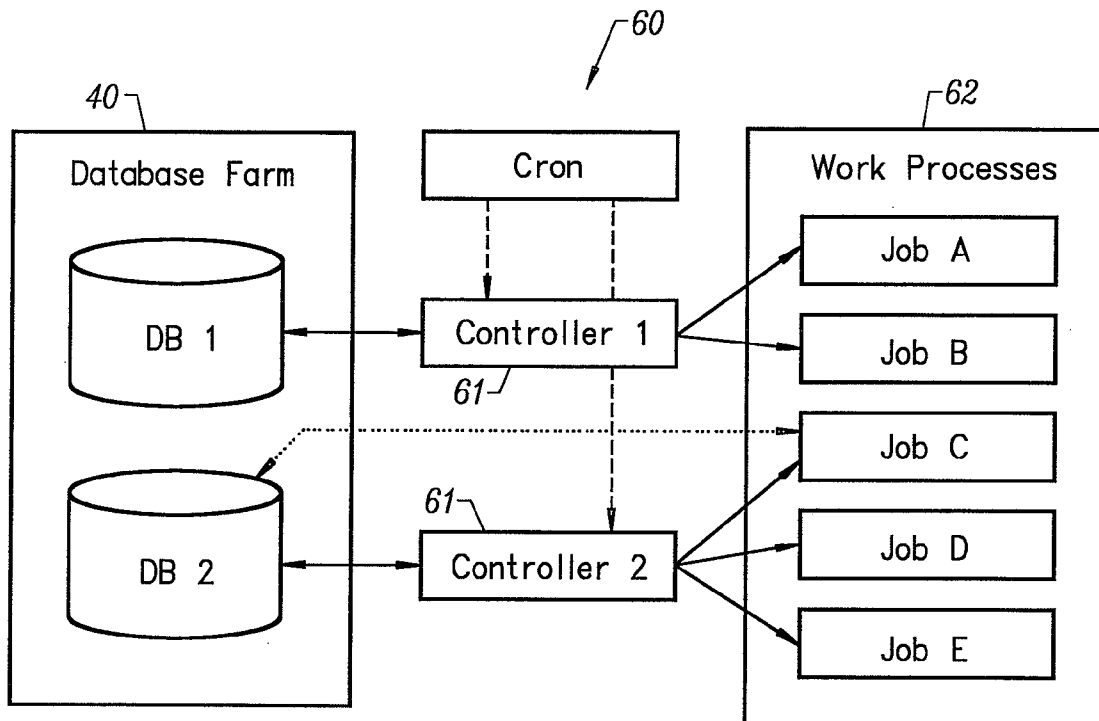 60
40
62
Database Farm
Cron
Work Processes
Job A
DB 1
Controller 1
Job B
61
Job C
61
DB 2
Controller 2
Job D
Job E